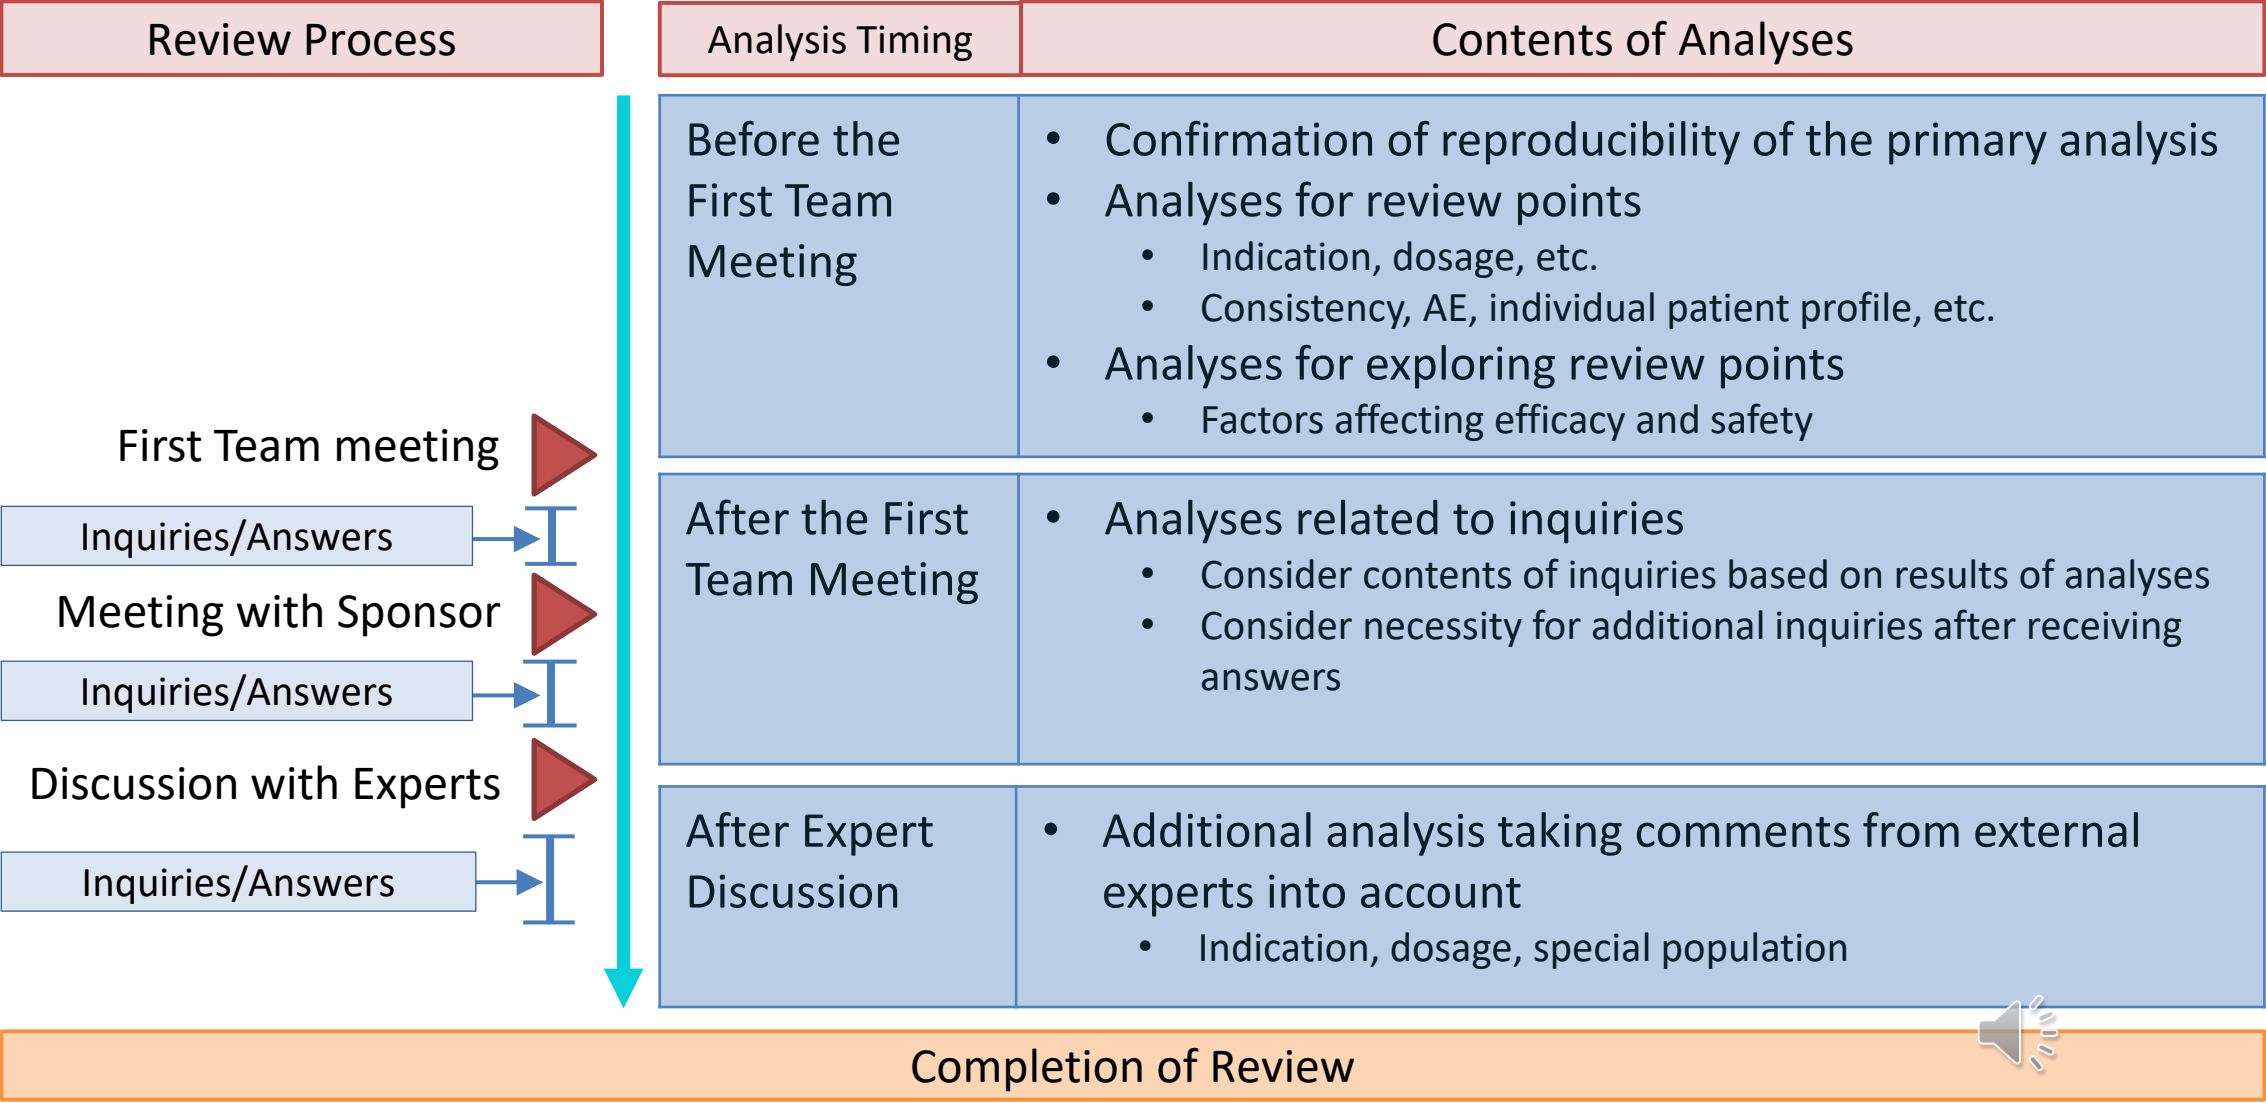 Review Process
Analysis Timing
Contents of Analyses
Before the
First Team
Meeting
• Confirmation of reproducibility of the primary analysis
• Analyses for review points
• Indication, dosage, etc.
• Consistency, AE, individual patient profile, etc.
• Analyses for exploring review points
• Factors affecting efficacy and safety
First Team meeting
Inquiries/Answers
Meeting with Sponsor
Inquiries/Answers
Discussion with Experts
Inquiries/Answers
After the First
Team Meeting
• Analyses related to inquiries
• Consider contents of inquiries based on results of analyses
• Consider necessity for additional inquiries after receiving
answers
After Expert
Discussion
• Additional analysis taking comments from external
experts into account
• Indication, dosage, special population
Completion of Review